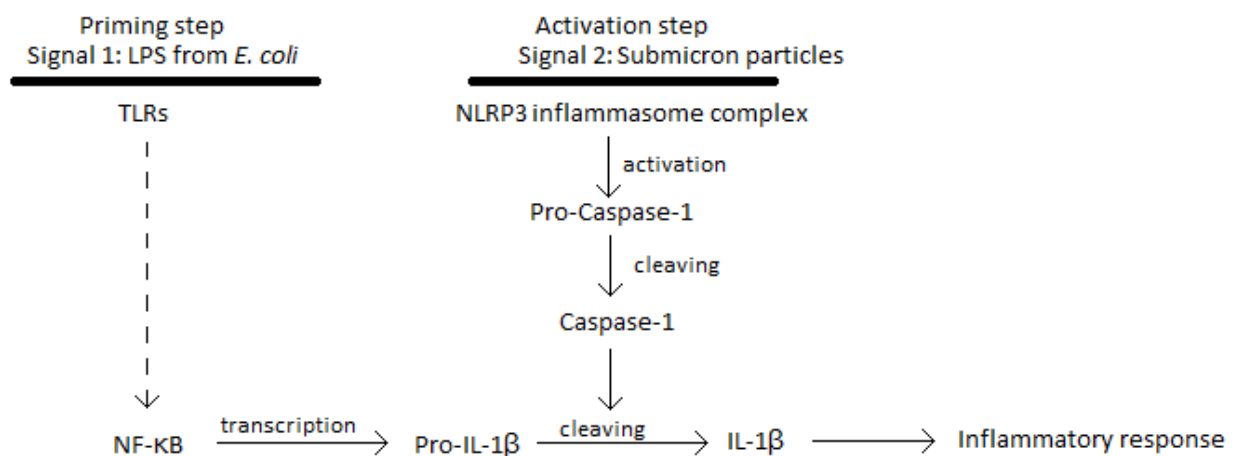 Priming step
Signal 1: LPS from E. coli
Activation step
Signal 2: Submicron particles
TLRs
NLRP3 inflammasome complex
activation
Pro-Caspase-1
cleaving
Caspase-1
NF-κB
transcription
Pro-IL-1β
cleaving
IL-1β
Inflammatory response